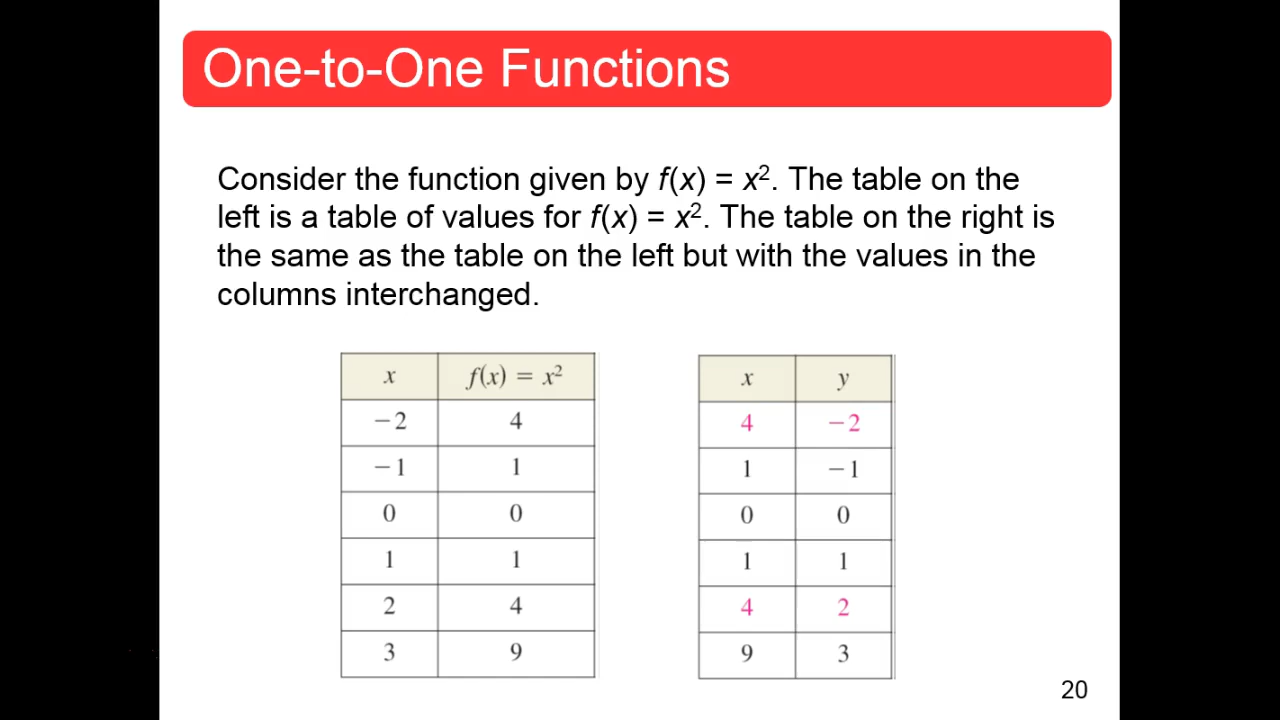 One-to-One Functions
Consider the function given by f(x) = x². The table on the
left is a table of values for f(x) = x². The table on the right is
the same as the table on the left but with the values in the
columns interchanged.
x f(x) = x²
−2 4
−1 1
0 0
1 1
2 4
3 9
x y
4 −2
1 −1
0 0
1 1
4 2
9 3
20